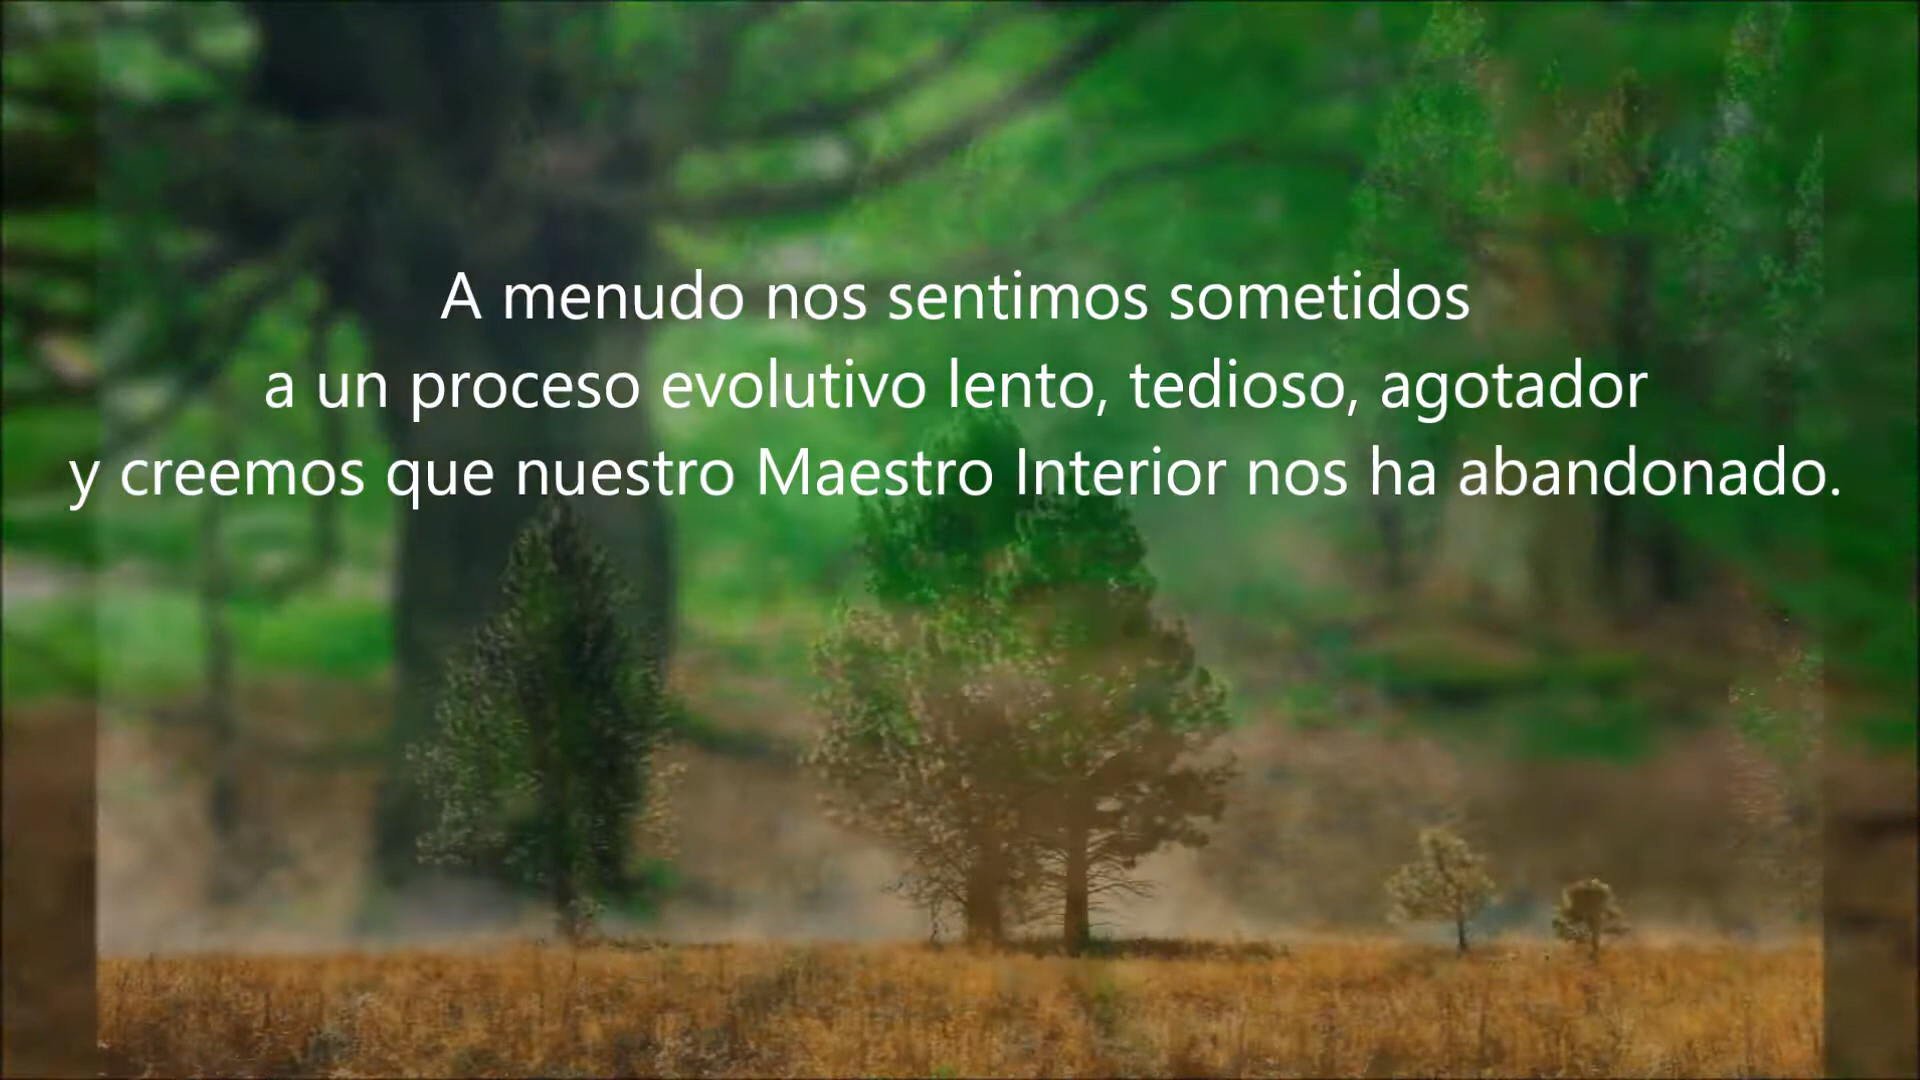 A menudo nos sentimos sometidos
a un proceso evolutivo lento, tedioso, agotador
y creemos que nuestro Maestro Interior nos ha abandonado.